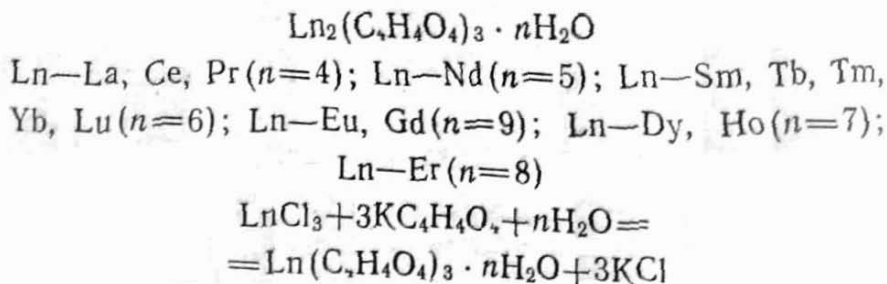 Ln₂(C₄H₄O₄)₃ · nH₂O
Ln—La, Ce, Pr(n=4); Ln—Nd(n=5); Ln—Sm, Tb, Tm,
Yb, Lu(n=6); Ln—Eu, Gd(n=9); Ln—Dy, Ho(n=7);
Ln—Er(n=8)
LnCl₃+3KC₄H₄O₄+nH₂O=
=Ln(C₄H₄O₄)₃ · nH₂O+3KCl